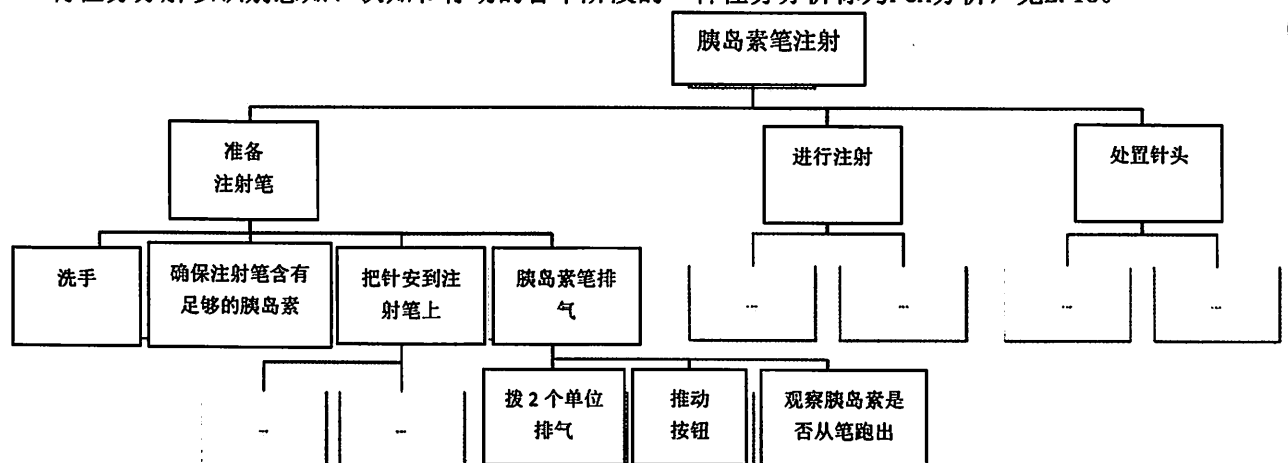 胰岛素笔注射
准备
注射笔
进行注射
处置针头
洗手
确保注射笔含有
足够的胰岛素
把针安到注
射笔上
胰岛素笔排
气
...
...
...
...
...
...
拨 2 个单位
排气
推动
按钮
观察胰岛素是
否从笔跑出